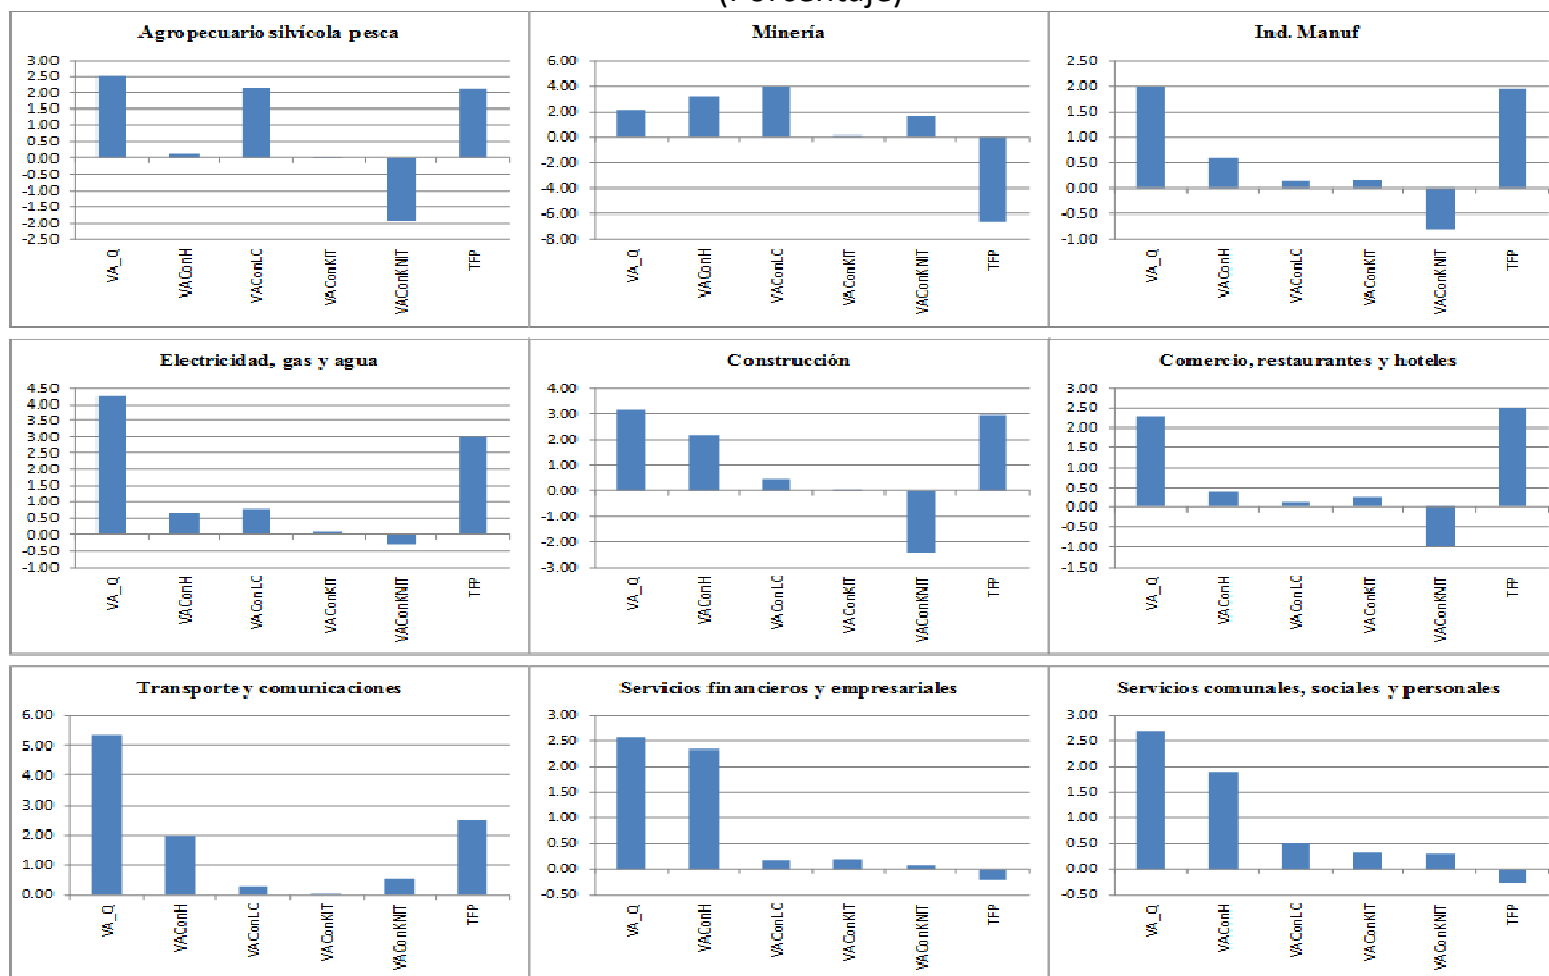 (Porcentaje)
Agropecuario silvícola pesca
3.00
2.50
2.00
1.50
1.00
0.50
0.00
-0.50
-1.00
-1.50
-2.00
-2.50
VA_Q
VAConH
VAConLC
VAConKIT
VAConKNIT
TFP
Minería
6.00
4.00
2.00
0.00
-2.00
-4.00
-6.00
-8.00
VA_Q
VAConH
VAConLC
VAConKIT
VAConKNIT
TFP
Ind. Manuf
2.50
2.00
1.50
1.00
0.50
0.00
-0.50
-1.00
VA_Q
VAConH
VAConLC
VAConKIT
VAConKNIT
TFP
Electricidad, gas y agua
4.50
4.00
3.50
3.00
2.50
2.00
1.50
1.00
0.50
0.00
-0.50
-1.00
VA_Q
VAConH
VAConLC
VAConKIT
VAConKNIT
TFP
Construcción
4.00
3.00
2.00
1.00
0.00
-1.00
-2.00
-3.00
VA_Q
VAConH
VAConLC
VAConKIT
VAConKNIT
TFP
Comercio, restaurantes y hoteles
3.00
2.50
2.00
1.50
1.00
0.50
0.00
-0.50
-1.00
-1.50
VA_Q
VAConH
VAConLC
VAConKIT
VAConKNIT
TFP
Transporte y comunicaciones
6.00
5.00
4.00
3.00
2.00
1.00
0.00
VA_Q
VAConH
VAConLC
VAConKIT
VAConKNIT
TFP
Servicios financieros y empresariales
3.00
2.50
2.00
1.50
1.00
0.50
0.00
-0.50
VA_Q
VAConH
VAConLC
VAConKIT
VAConKNIT
TFP
Servicios comunales, sociales y personales
3.00
2.50
2.00
1.50
1.00
0.50
0.00
-0.50
VA_Q
VAConH
VAConLC
VAConKIT
VAConKNIT
TFP